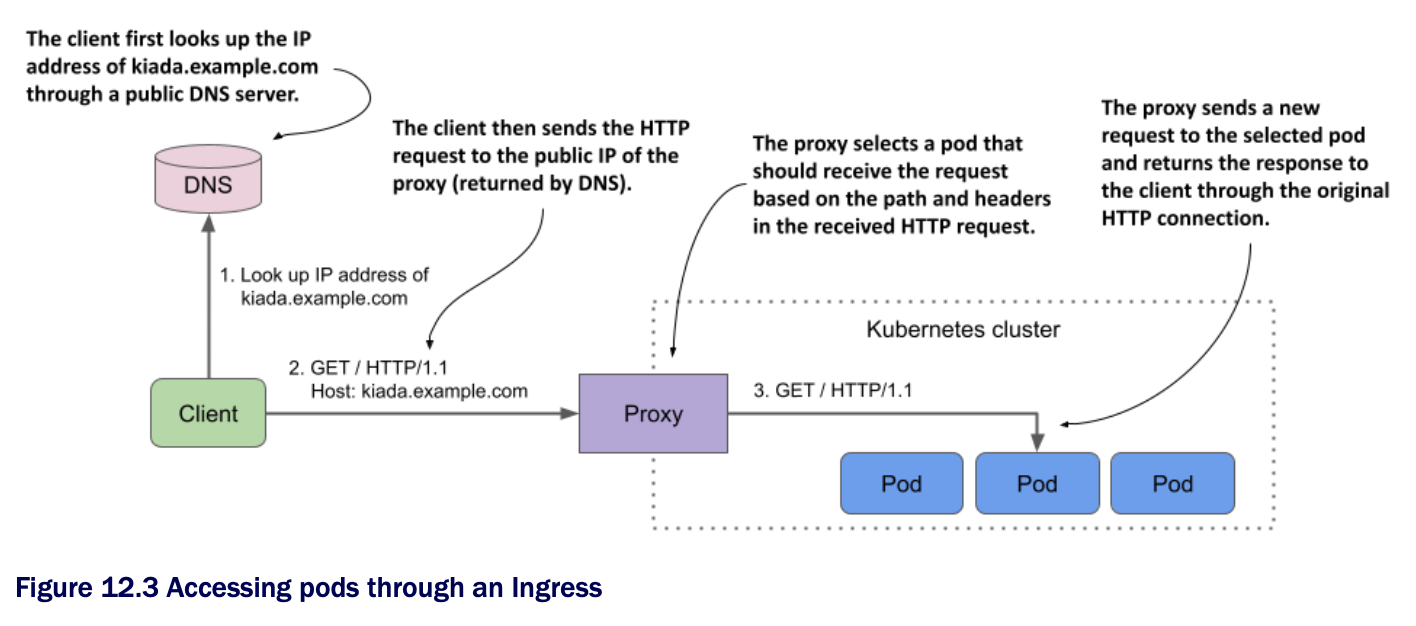 The client first looks up the IP
address of kiada.example.com
through a public DNS server.
The client then sends the HTTP
request to the public IP of the
proxy (returned by DNS).
The proxy selects a pod that
should receive the request
based on the path and headers
in the received HTTP request.
The proxy sends a new
request to the selected pod
and returns the response to
the client through the original
HTTP connection.
DNS
1. Look up IP address of
kiada.example.com
Kubernetes cluster
2. GET / HTTP/1.1
Host: kiada.example.com
3. GET / HTTP/1.1
Client
Proxy
Pod
Pod
Pod
Figure 12.3 Accessing pods through an Ingress